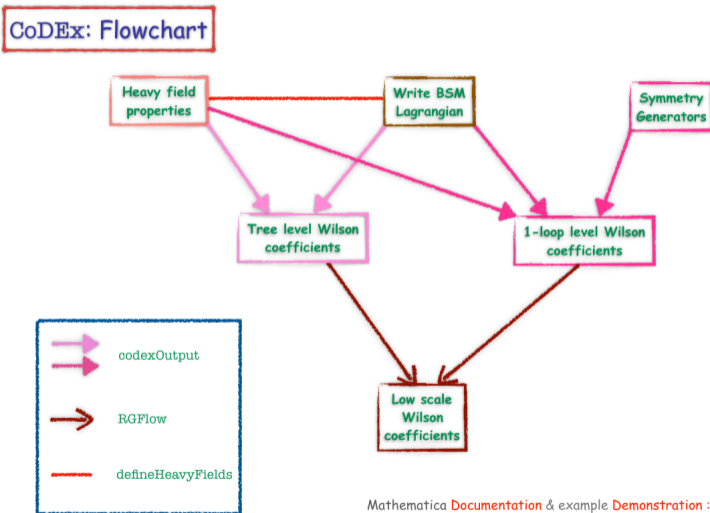 CoDEx: Flowchart
Heavy field
properties
Write BSM
Lagrangian
Symmetry
Generators
Tree level Wilson
coefficients
1-loop level Wilson
coefficients
codexOutput
RGFlow
defineHeavyFields
Low scale
Wilson
coefficients
Mathematica Documentation & example Demonstration :